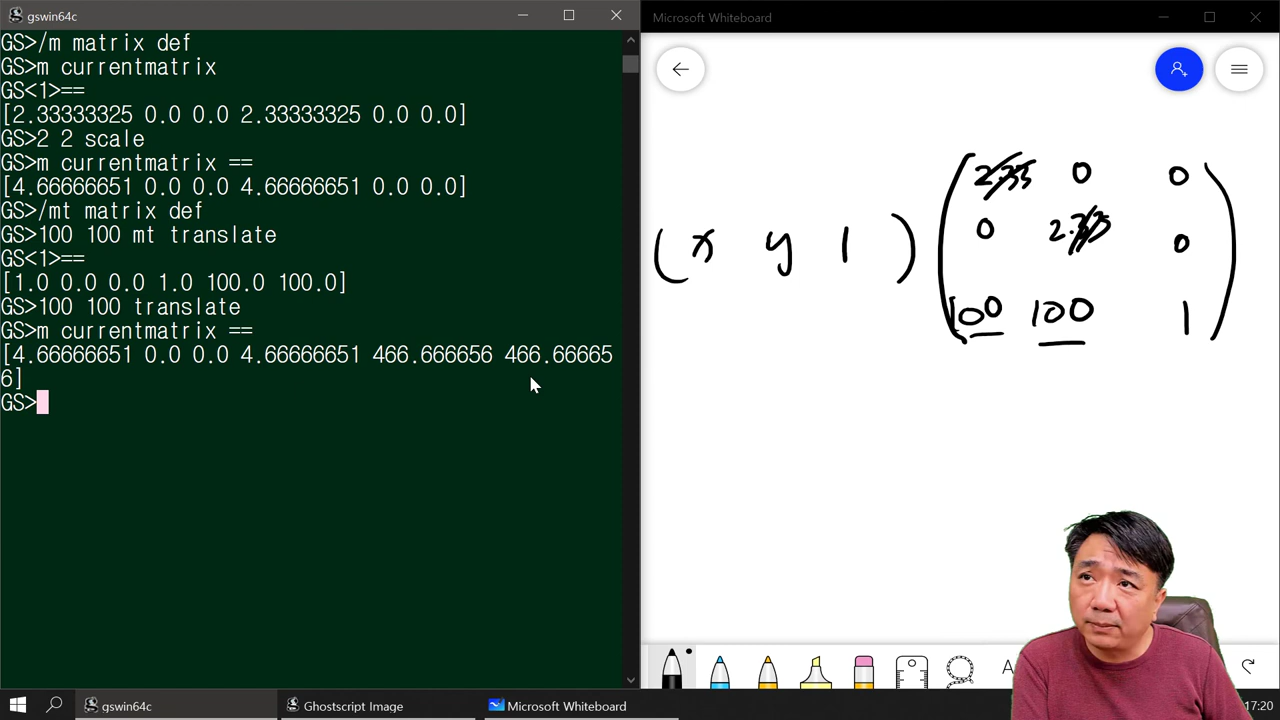 gswin64c
GS>/m matrix def
GS>m currentmatrix
GS<1>==
[2.33333325 0.0 0.0 2.33333325 0.0 0.0]
GS>2 2 scale
GS>m currentmatrix ==
[4.66666651 0.0 0.0 4.66666651 0.0 0.0]
GS>/mt matrix def
GS>100 100 mt translate
GS<1>==
[1.0 0.0 0.0 1.0 100.0 100.0]
GS>100 100 translate
GS>m currentmatrix ==
[4.66666651 0.0 0.0 4.66666651 466.666656 466.66665
6]
GS>
Microsoft Whiteboard
2.33 0 0
(x y 1) 0 2.33 0
100 100 1
A
gswin64c
Ghostscript Image
Microsoft Whiteboard
17:20